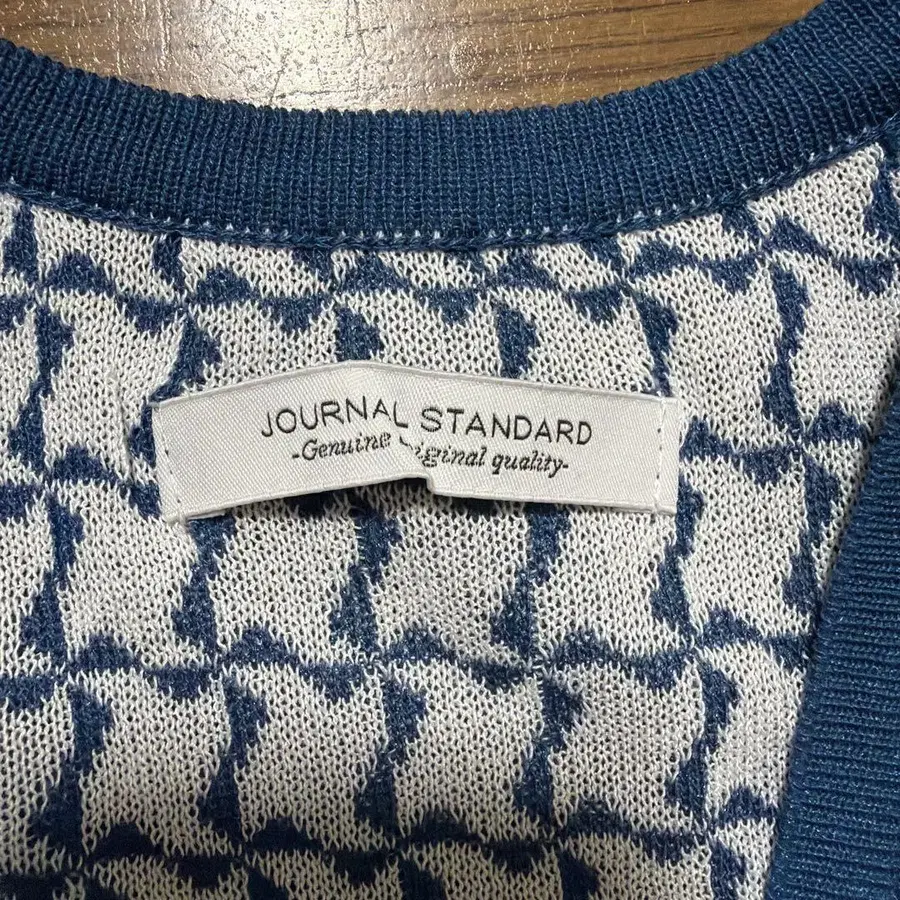 JOURNAL STANDARD
-Genuine Original quality-